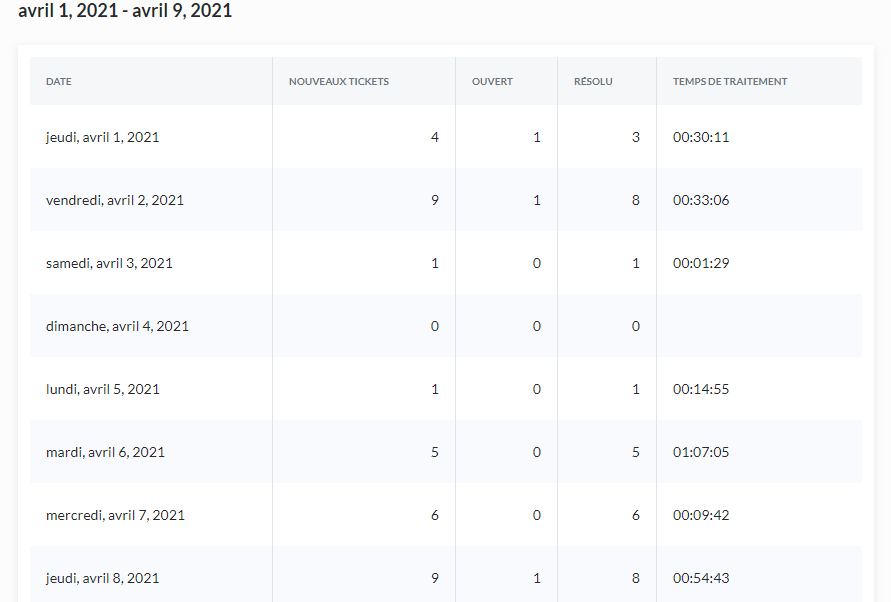 avril 1, 2021 - avril 9, 2021
DATE NOUVEAUX TICKETS OUVERT RÉSOLU TEMPS DE TRAITEMENT
jeudi, avril 1, 2021 4 1 3 00:30:11
vendredi, avril 2, 2021 9 1 8 00:33:06
samedi, avril 3, 2021 1 0 1 00:01:29
dimanche, avril 4, 2021 0 0 0
lundi, avril 5, 2021 1 0 1 00:14:55
mardi, avril 6, 2021 5 0 5 01:07:05
mercredi, avril 7, 2021 6 0 6 00:09:42
jeudi, avril 8, 2021 9 1 8 00:54:43